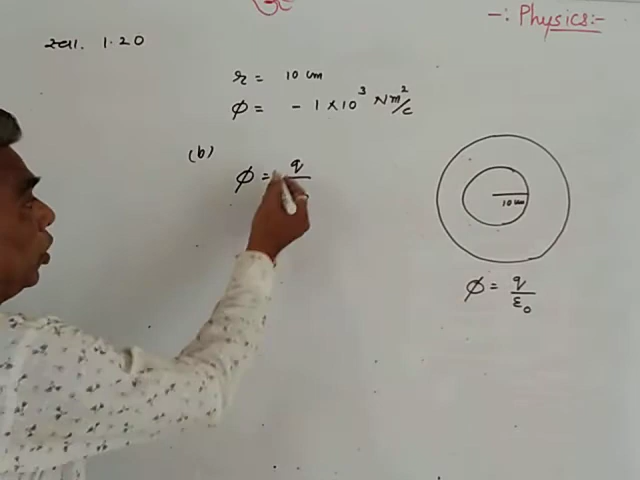 -: Physics:-
સ્વા. 1.20
r = 10 cm
φ = - 1 × 10³ Nm²/c
(b)
φ = q
10 cm
φ = q/ε₀